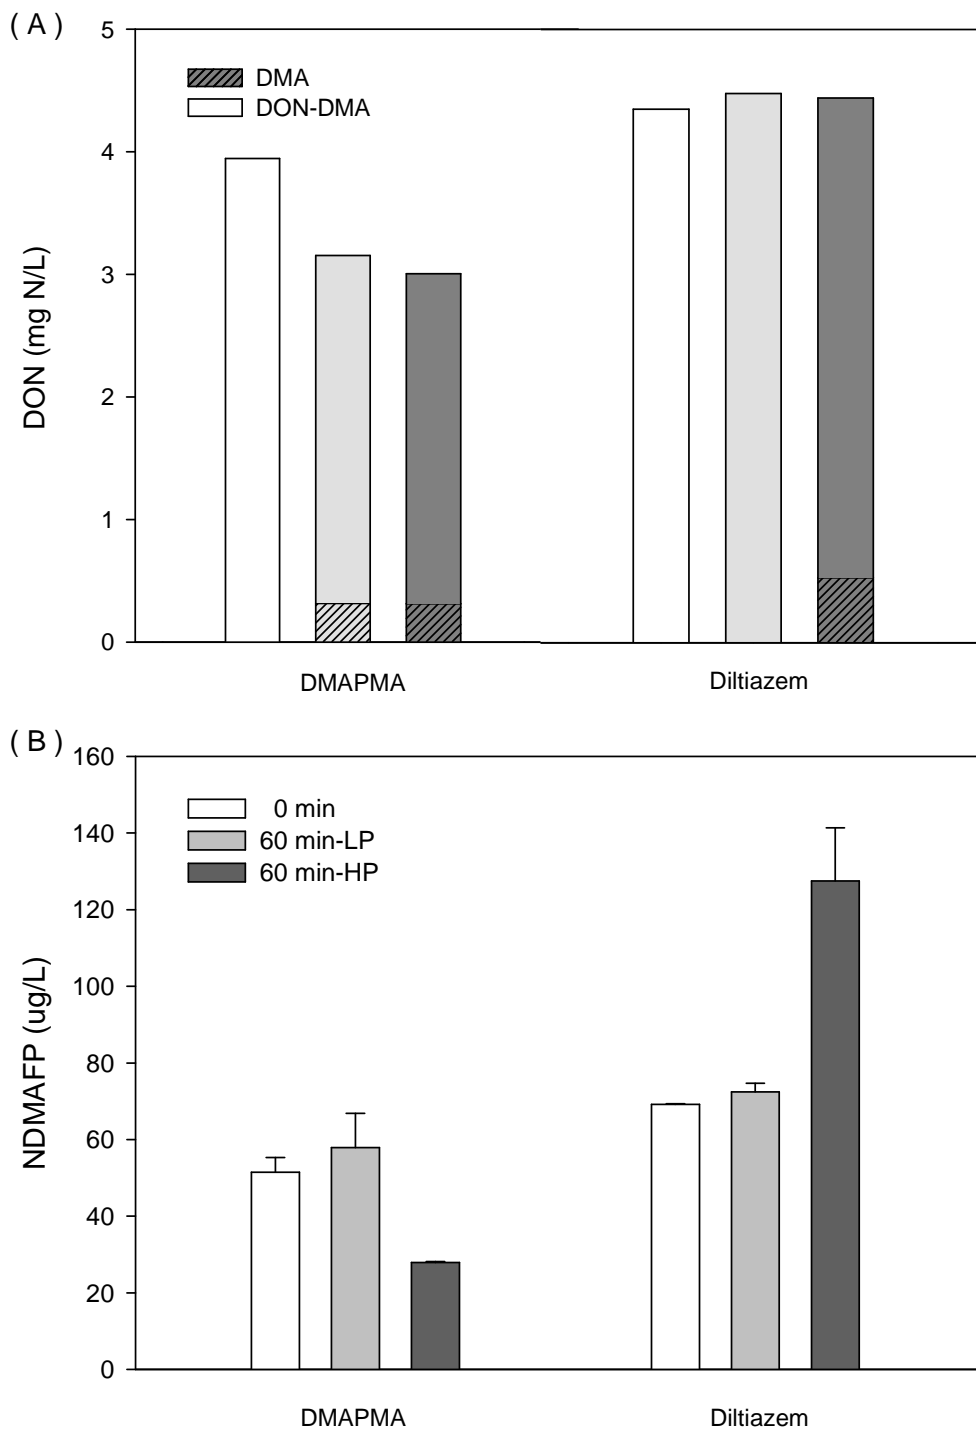 ( A )
5
4
3
2
1
0
DON (mg N/L)
DMA
DON-DMA
DMAPMA
Diltiazem
( B )
160
140
120
100
80
60
40
20
0
NDMAFP (ug/L)
0 min
60 min-LP
60 min-HP
DMAPMA
Diltiazem